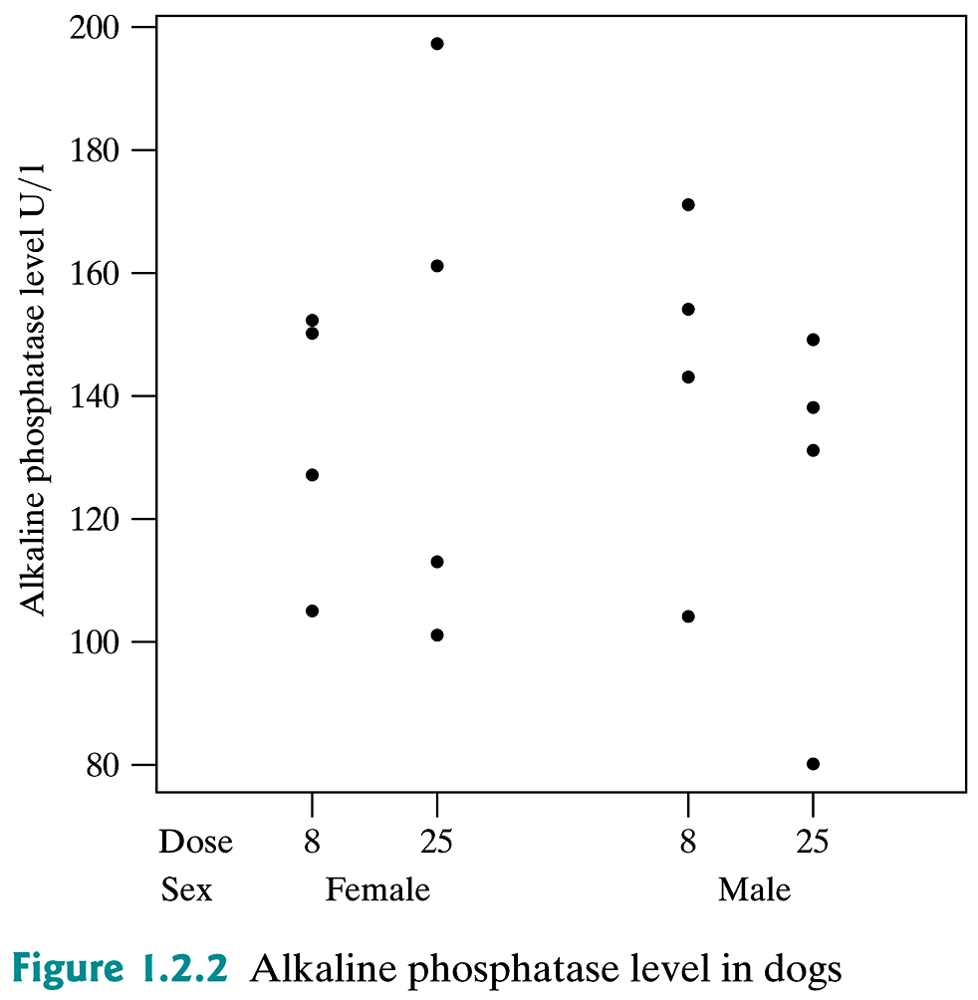 200
180
160
140
120
100
80
Alkaline phosphatase level U/1
Dose 8 25 8 25
Sex Female Male
Figure 1.2.2 Alkaline phosphatase level in dogs